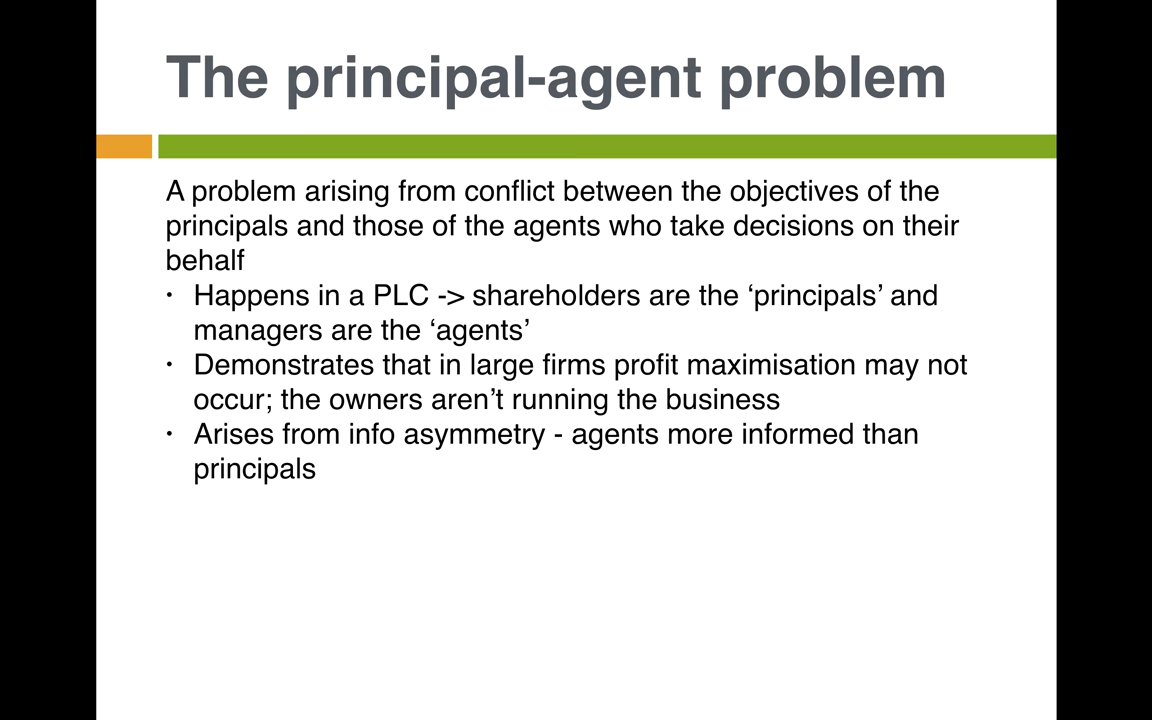 The principal-agent problem
A problem arising from conflict between the objectives of the
principals and those of the agents who take decisions on their
behalf
• Happens in a PLC -> shareholders are the ‘principals’ and
managers are the ‘agents’
• Demonstrates that in large firms profit maximisation may not
occur; the owners aren’t running the business
• Arises from info asymmetry - agents more informed than
principals